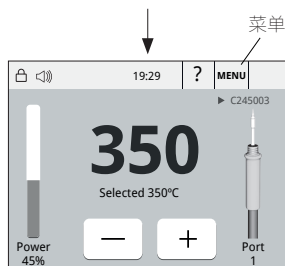 菜单
19:29 ? MENU
▶ C245003
350
Selected 350ºC
— +
Power
45%
Port
1